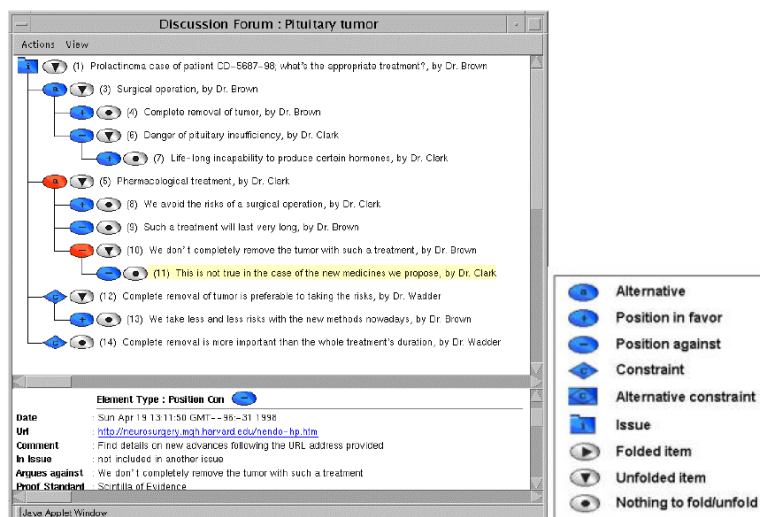 Discussion Forum : Pituitary tumor
Actions View
i (1) Prolactinoma case of patient CD-5687-98; what's the appropriate treatment?, by Dr. Brown
a (3) Surgical operation, by Dr. Brown
+ (4) Complete removal of tumor, by Dr. Brown
− (6) Danger of pituitary insufficiency, by Dr. Clark
+ (7) Life-long incapability to produce certain hormones, by Dr. Clark
a (5) Pharmacological treatment, by Dr. Clark
+ (8) We avoid the risks of a surgical operation, by Dr. Clark
− (9) Such a treatment will last very long, by Dr. Brown
− (10) We don't completely remove the tumor with such a treatment, by Dr. Brown
− (11) This is not true in the case of the new medicines we propose, by Dr. Clark
c (12) Complete removal of tumor is preferable to taking the risks, by Dr. Wadder
+ (13) We take less and less risks with the new methods nowadays, by Dr. Brown
c (14) Complete removal is more important than the whole treatment's duration, by Dr. Wadder
Element Type : Position Con −
Date : Sun Apr 19 13:11:50 GMT--96:-31 1998
Url : http://neurosurgery.mgh.harvard.edu/nendo-hp.htm
Comment : Find details on new advances following the URL address provided
In Issue : not included in another issue
Argues against : We don't completely remove the tumor with such a treatment
Proof Standard : Scintilla of Evidence
Java Applet Window
a Alternative
+ Position in favor
− Position against
c Constraint
c Alternative constraint
i Issue
Folded item
Unfolded item
Nothing to fold/unfold